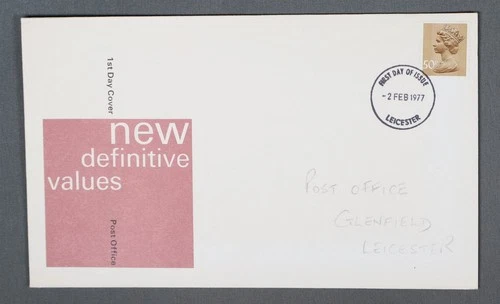 1st Day Cover
new
definitive
values
Post Office
50P
FIRST DAY OF ISSUE
-2 FEB 1977
LEICESTER
POST OFFICE
GLENFIELD
LEICESTER